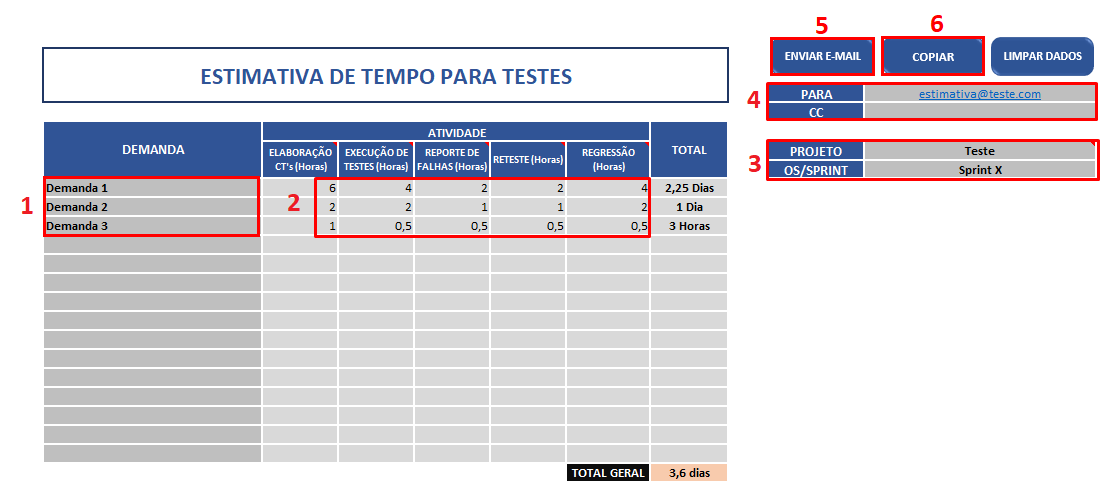 5
6
ENVIAR E-MAIL
COPIAR
LIMPAR DADOS
ESTIMATIVA DE TEMPO PARA TESTES
4
PARA
estimativa@teste.com
CC
3
PROJETO
Teste
OS/SPRINT
Sprint X
DEMANDA
ATIVIDADE
TOTAL
ELABORAÇÃO
CT's (Horas)
EXECUÇÃO DE
TESTES (Horas)
REPORTE DE
FALHAS (Horas)
RETESTE (Horas)
REGRESSÃO
(Horas)
1
2
Demanda 1 6 4 2 2 4 2,25 Dias
Demanda 2 2 2 1 1 2 1 Dia
Demanda 3 1 0,5 0,5 0,5 0,5 3 Horas
TOTAL GERAL 3,6 dias